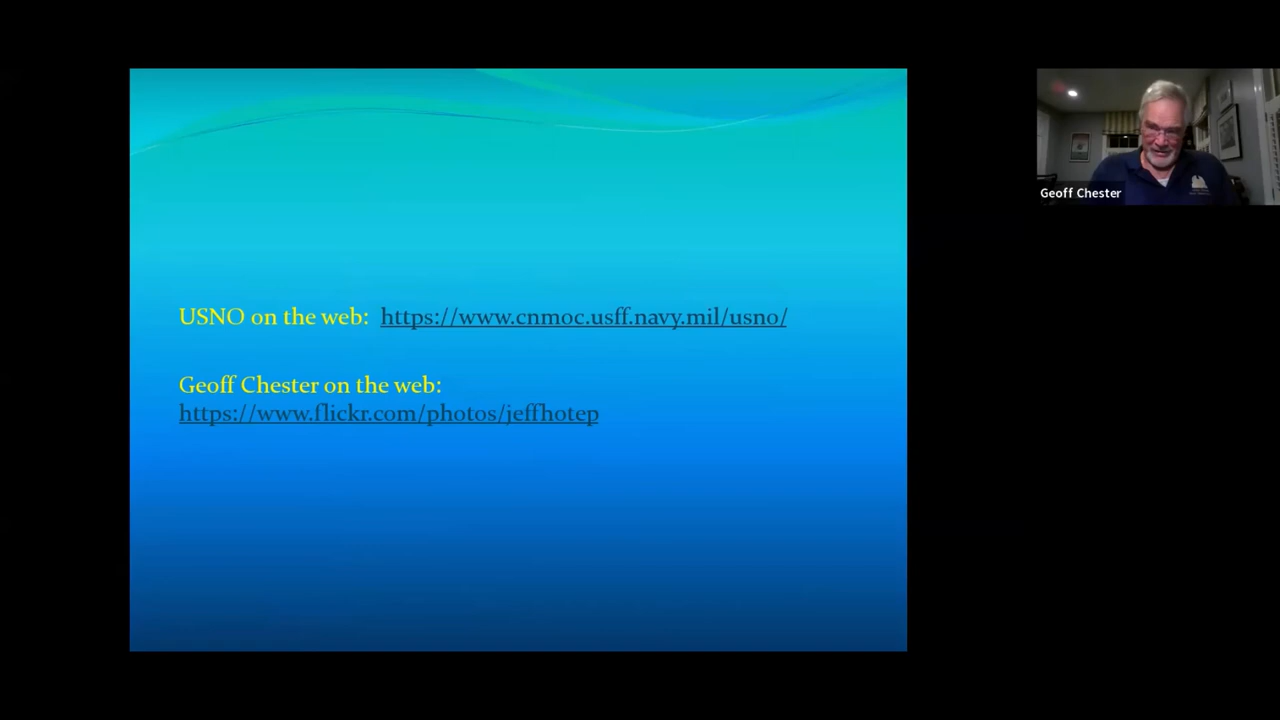 USNO on the web: https://www.cnmoc.usff.navy.mil/usno/
Geoff Chester on the web:
https://www.flickr.com/photos/jeffhotep
Geoff Chester